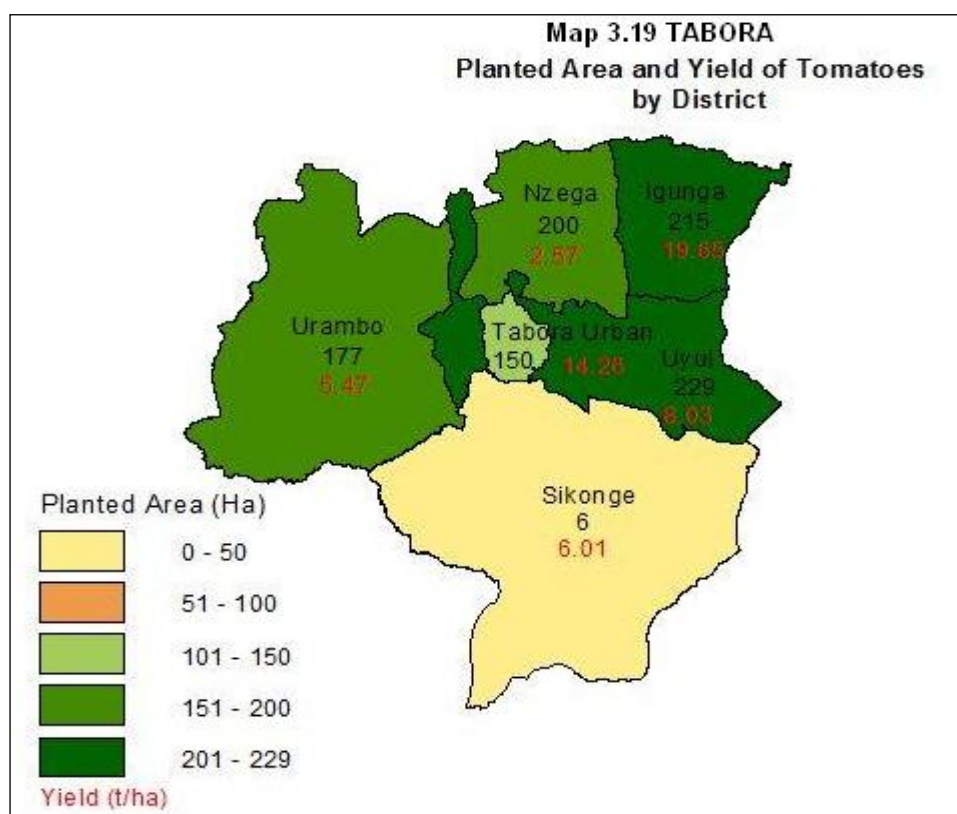 Map 3.19 TABORA
Planted Area and Yield of Tomatoes
by District
Nzega
200
2.57
Igunga
215
19.65
Urambo
177
5.47
Tabora Urban
150
14.25
Uyui
229
8.03
Sikonge
6
6.01
Planted Area (Ha)
0 - 50
51 - 100
101 - 150
151 - 200
201 - 229
Yield (t/ha)